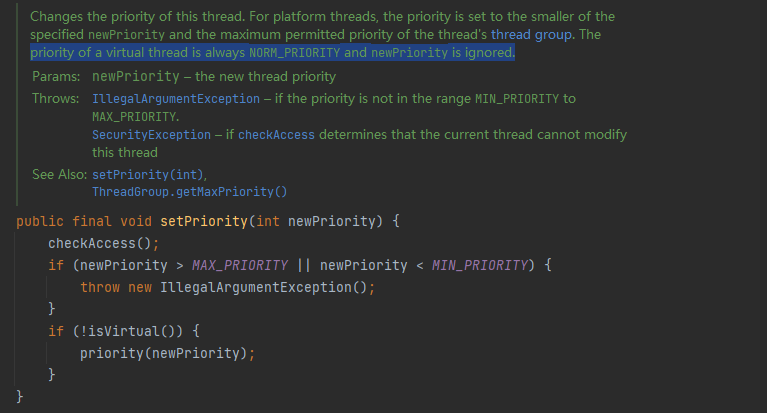 Changes the priority of this thread. For platform threads, the priority is set to the smaller of the
specified newPriority and the maximum permitted priority of the thread's thread group. The
priority of a virtual thread is always NORM_PRIORITY and newPriority is ignored.
Params: newPriority – the new thread priority
Throws: IllegalArgumentException – if the priority is not in the range MIN_PRIORITY to
MAX_PRIORITY.
SecurityException – if checkAccess determines that the current thread cannot modify
this thread
See Also: setPriority(int),
ThreadGroup.getMaxPriority()
public final void setPriority(int newPriority) {
    checkAccess();
    if (newPriority > MAX_PRIORITY || newPriority < MIN_PRIORITY) {
        throw new IllegalArgumentException();
    }
    if (!isVirtual()) {
        priority(newPriority);
    }
}